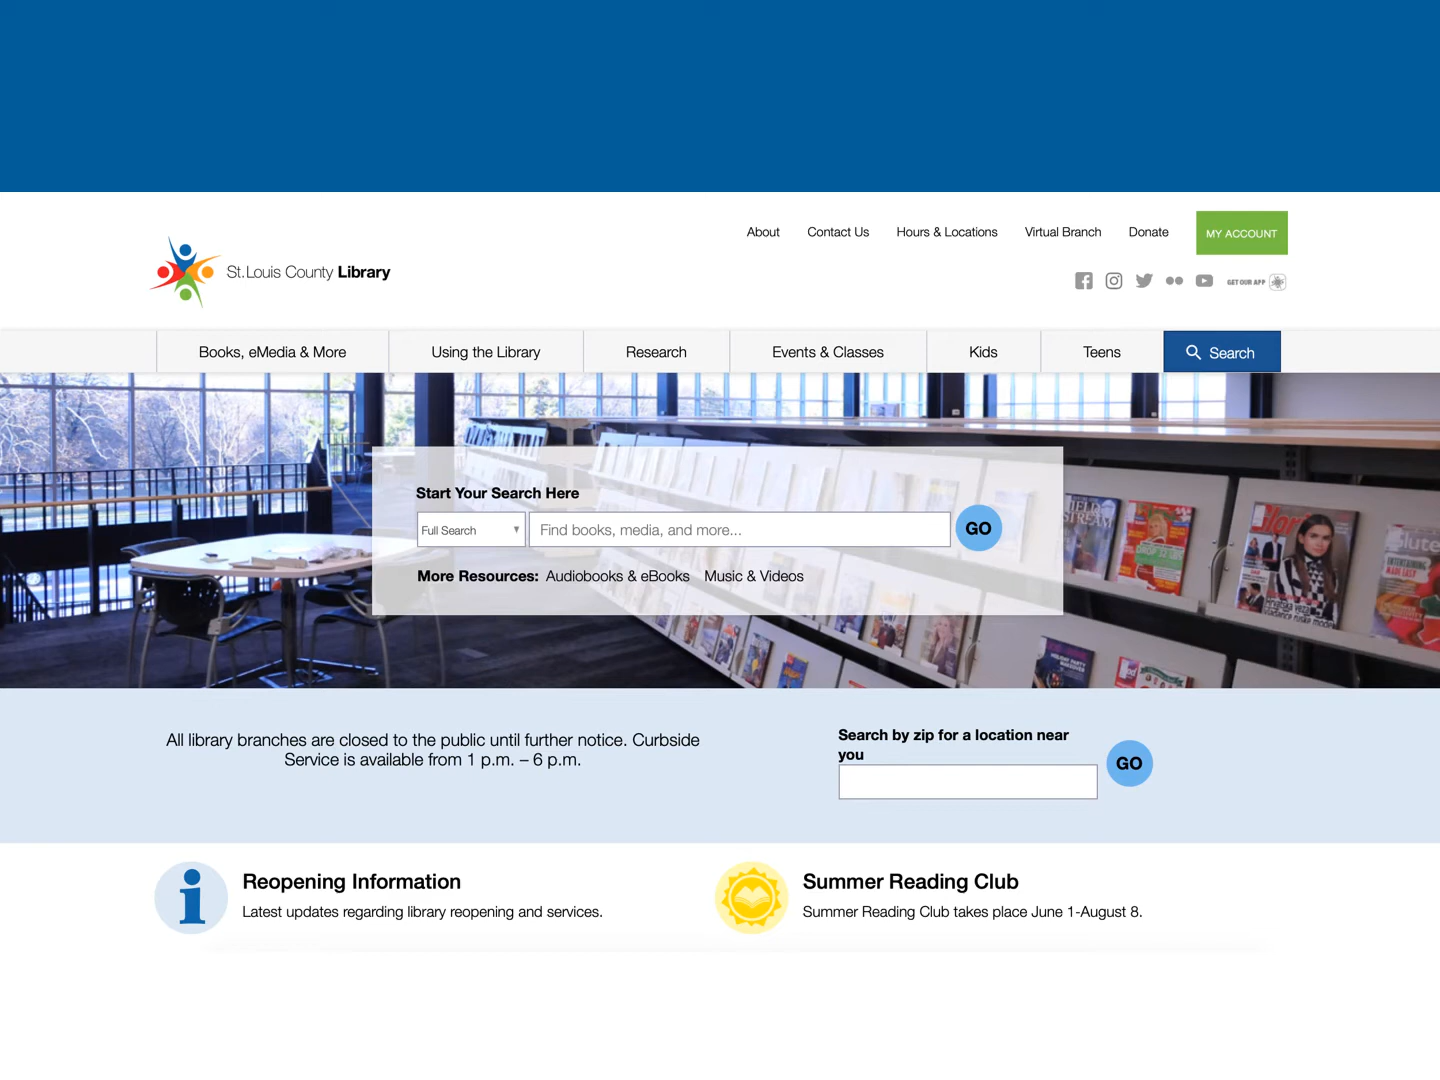 About Contact Us Hours & Locations Virtual Branch Donate MY ACCOUNT
St. Louis County Library
GET OUR APP
Books, eMedia & More Using the Library Research Events & Classes Kids Teens Search
Start Your Search Here
Full Search Find books, media, and more... GO
More Resources: Audiobooks & eBooks Music & Videos
All library branches are closed to the public until further notice. Curbside
Service is available from 1 p.m. – 6 p.m.
Search by zip for a location near
you
GO
Reopening Information
Latest updates regarding library reopening and services.
Summer Reading Club
Summer Reading Club takes place June 1-August 8.